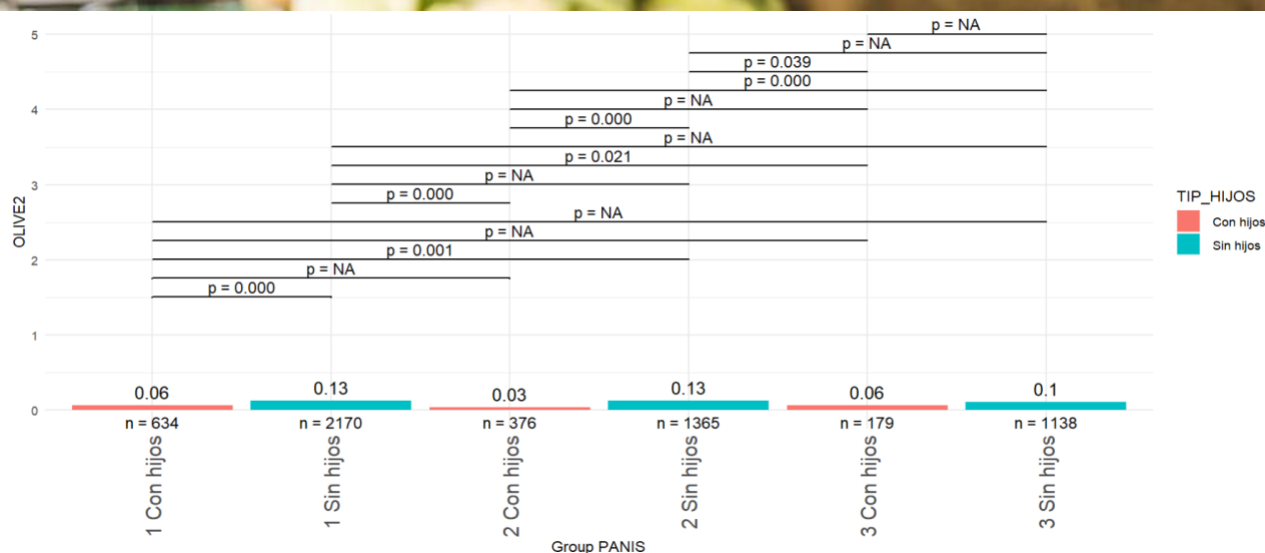 5
4
3
2
1
0
OLIVE2
p = NA
p = NA
p = 0.039
p = 0.000
p = NA
p = 0.000
p = NA
p = 0.021
p = NA
p = 0.000
p = NA
p = NA
p = 0.001
p = NA
p = 0.000
0.06 0.13 0.03 0.13 0.06 0.1
n = 634 n = 2170 n = 376 n = 1365 n = 179 n = 1138
1 Con hijos
1 Sin hijos
2 Con hijos
2 Sin hijos
3 Con hijos
3 Sin hijos
Group PANIS
TIP_HIJOS
Con hijos
Sin hijos